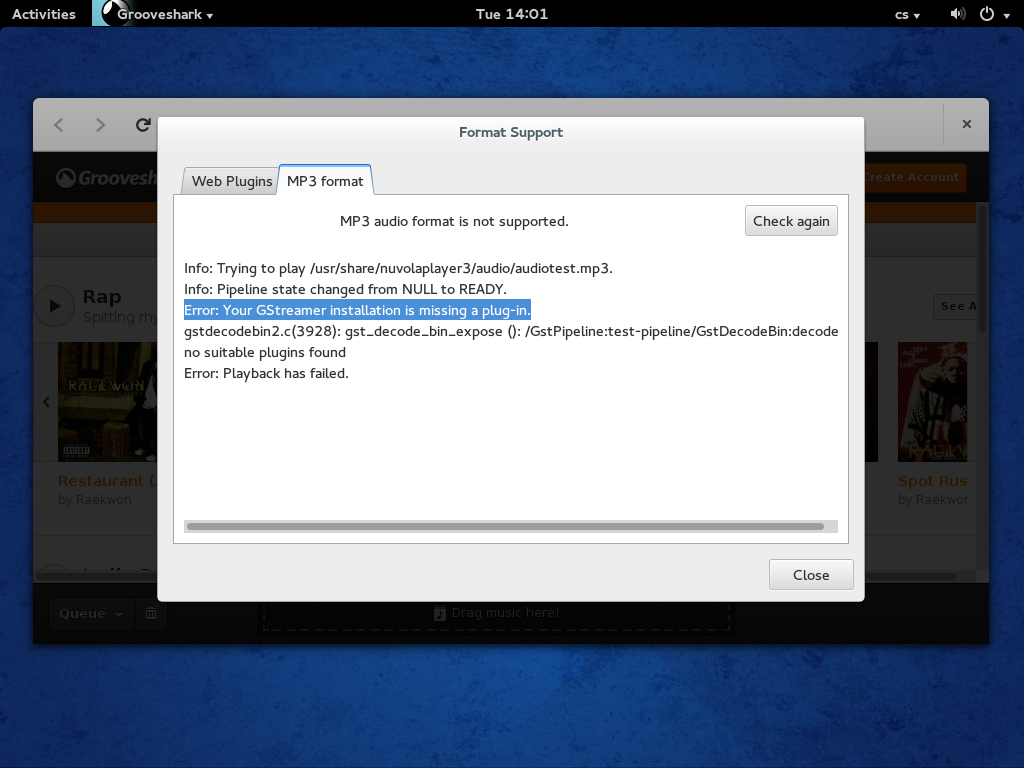 Activities
Grooveshark
Tue 14:01
cs
Format Support
Groovesh
Create Account
Web Plugins
MP3 format
MP3 audio format is not supported.
Check again
Info: Trying to play /usr/share/nuvolaplayer3/audio/audiotest.mp3.
Info: Pipeline state changed from NULL to READY.
Error: Your GStreamer installation is missing a plug-in.
gstdecodebin2.c(3928): gst_decode_bin_expose (): /GstPipeline:test-pipeline/GstDecodeBin:decode
no suitable plugins found
Error: Playback has failed.
Rap
Spitting rhy
See A
RAEKWON
Restaurant (
by Raekwon
Spot Rus
by Raekwor
Close
Queue
Drag music here!